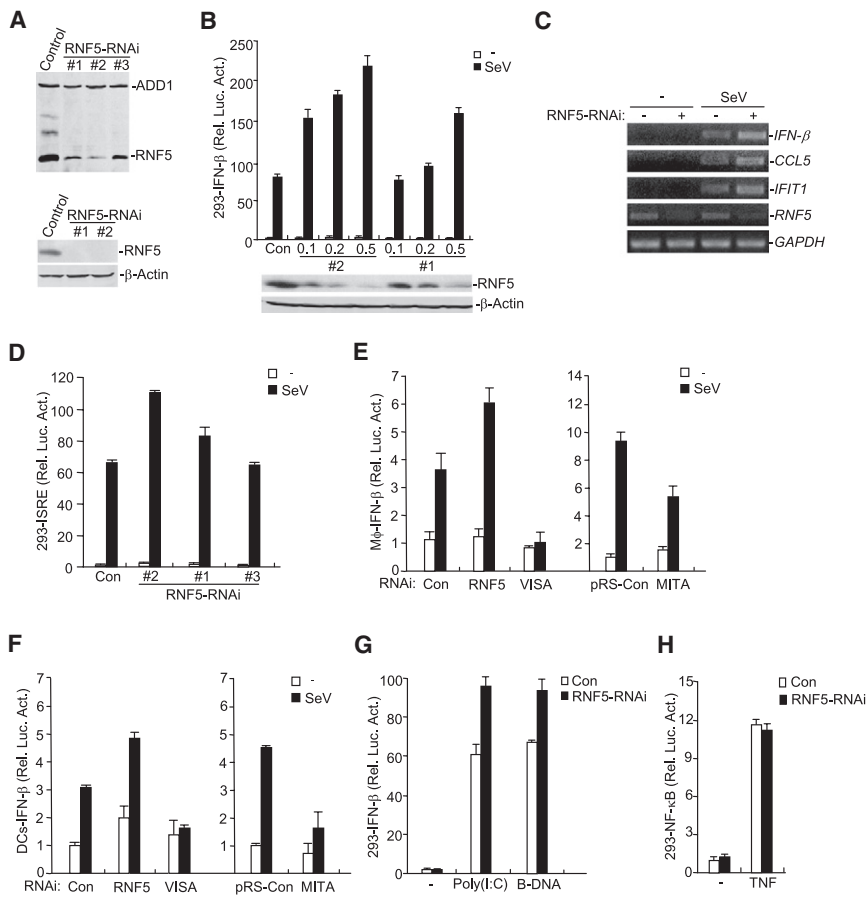 A
Control
RNF5-RNAi
#1 #2 #3
-ADD1
-RNF5
Control
RNF5-RNAi
#1 #2
-RNF5
-β-Actin
B
293-IFN-β (Rel. Luc. Act.)
250
200
150
100
50
0
-
SeV
Con 0.1 0.2 0.5 0.1 0.2 0.5
#2 #1
-RNF5
-β-Actin
C
- SeV
RNF5-RNAi: - + - +
-IFN-β
-CCL5
-IFIT1
-RNF5
-GAPDH
D
293-ISRE (Rel. Luc. Act.)
120
100
80
60
40
20
0
-
SeV
Con #2 #1 #3
RNF5-RNAi
E
Mϕ-IFN-β (Rel. Luc. Act.)
7
6
5
4
3
2
1
0
14
12
10
8
6
4
2
-
SeV
RNAi: Con RNF5 VISA pRS-Con MITA
F
DCs-IFN-β (Rel. Luc. Act.)
7
6
5
4
3
2
1
0
7
6
5
4
3
2
1
0
-
SeV
RNAi: Con RNF5 VISA pRS-Con MITA
G
293-IFN-β (Rel. Luc. Act.)
100
80
60
40
20
0
Con
RNF5-RNAi
- Poly(I:C) B-DNA
H
293-NF-κB (Rel. Luc. Act.)
15
12
9
6
3
0
Con
RNF5-RNAi
- TNF